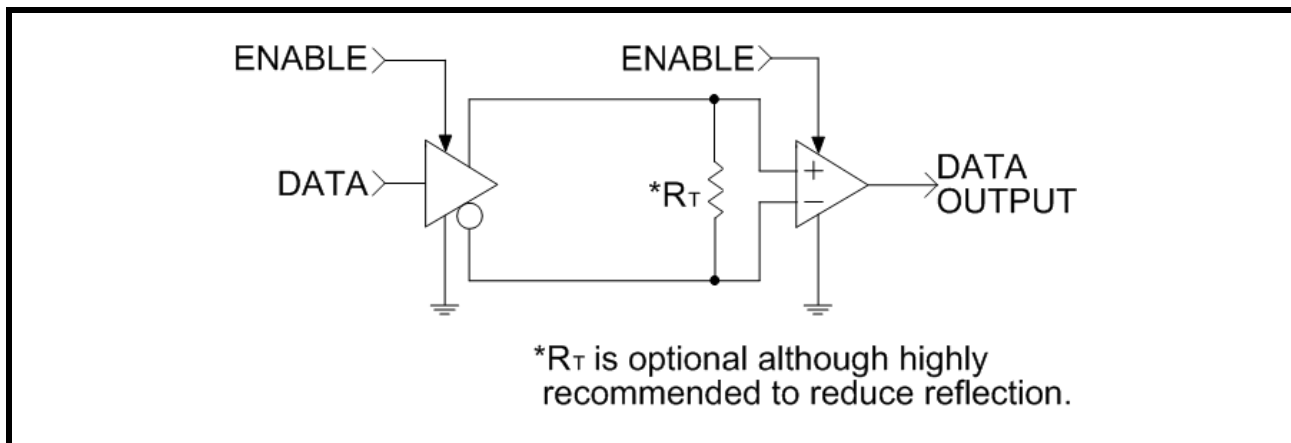 ENABLE
ENABLE
DATA
*RT
+
−
DATA
OUTPUT
*RT is optional although highly
recommended to reduce reflection.